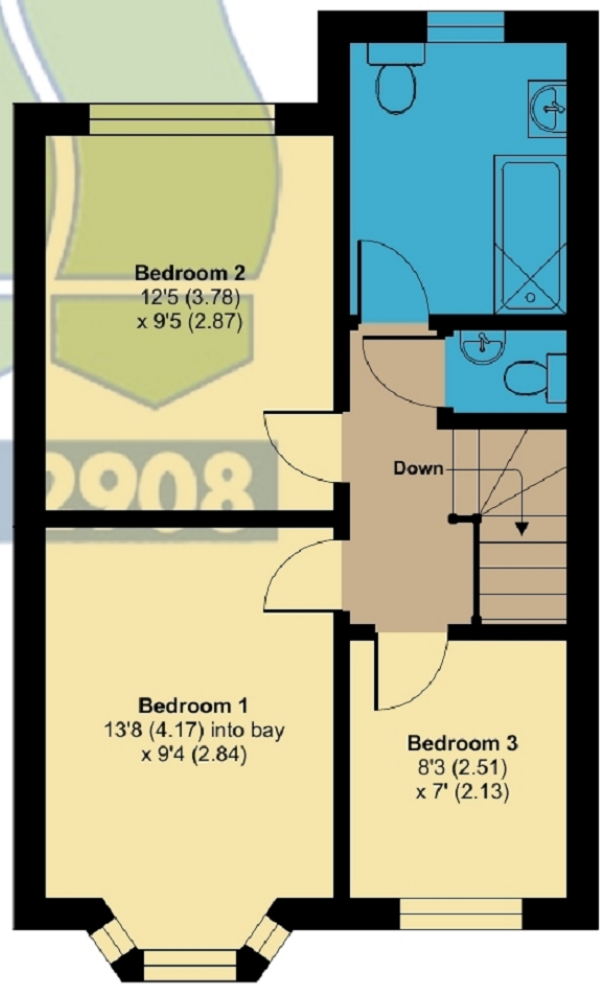 Bedroom 2
12'5 (3.78)
x 9'5 (2.87)
2908
Down
Bedroom 1
13'8 (4.17) into bay
x 9'4 (2.84)
Bedroom 3
8'3 (2.51)
x 7' (2.13)